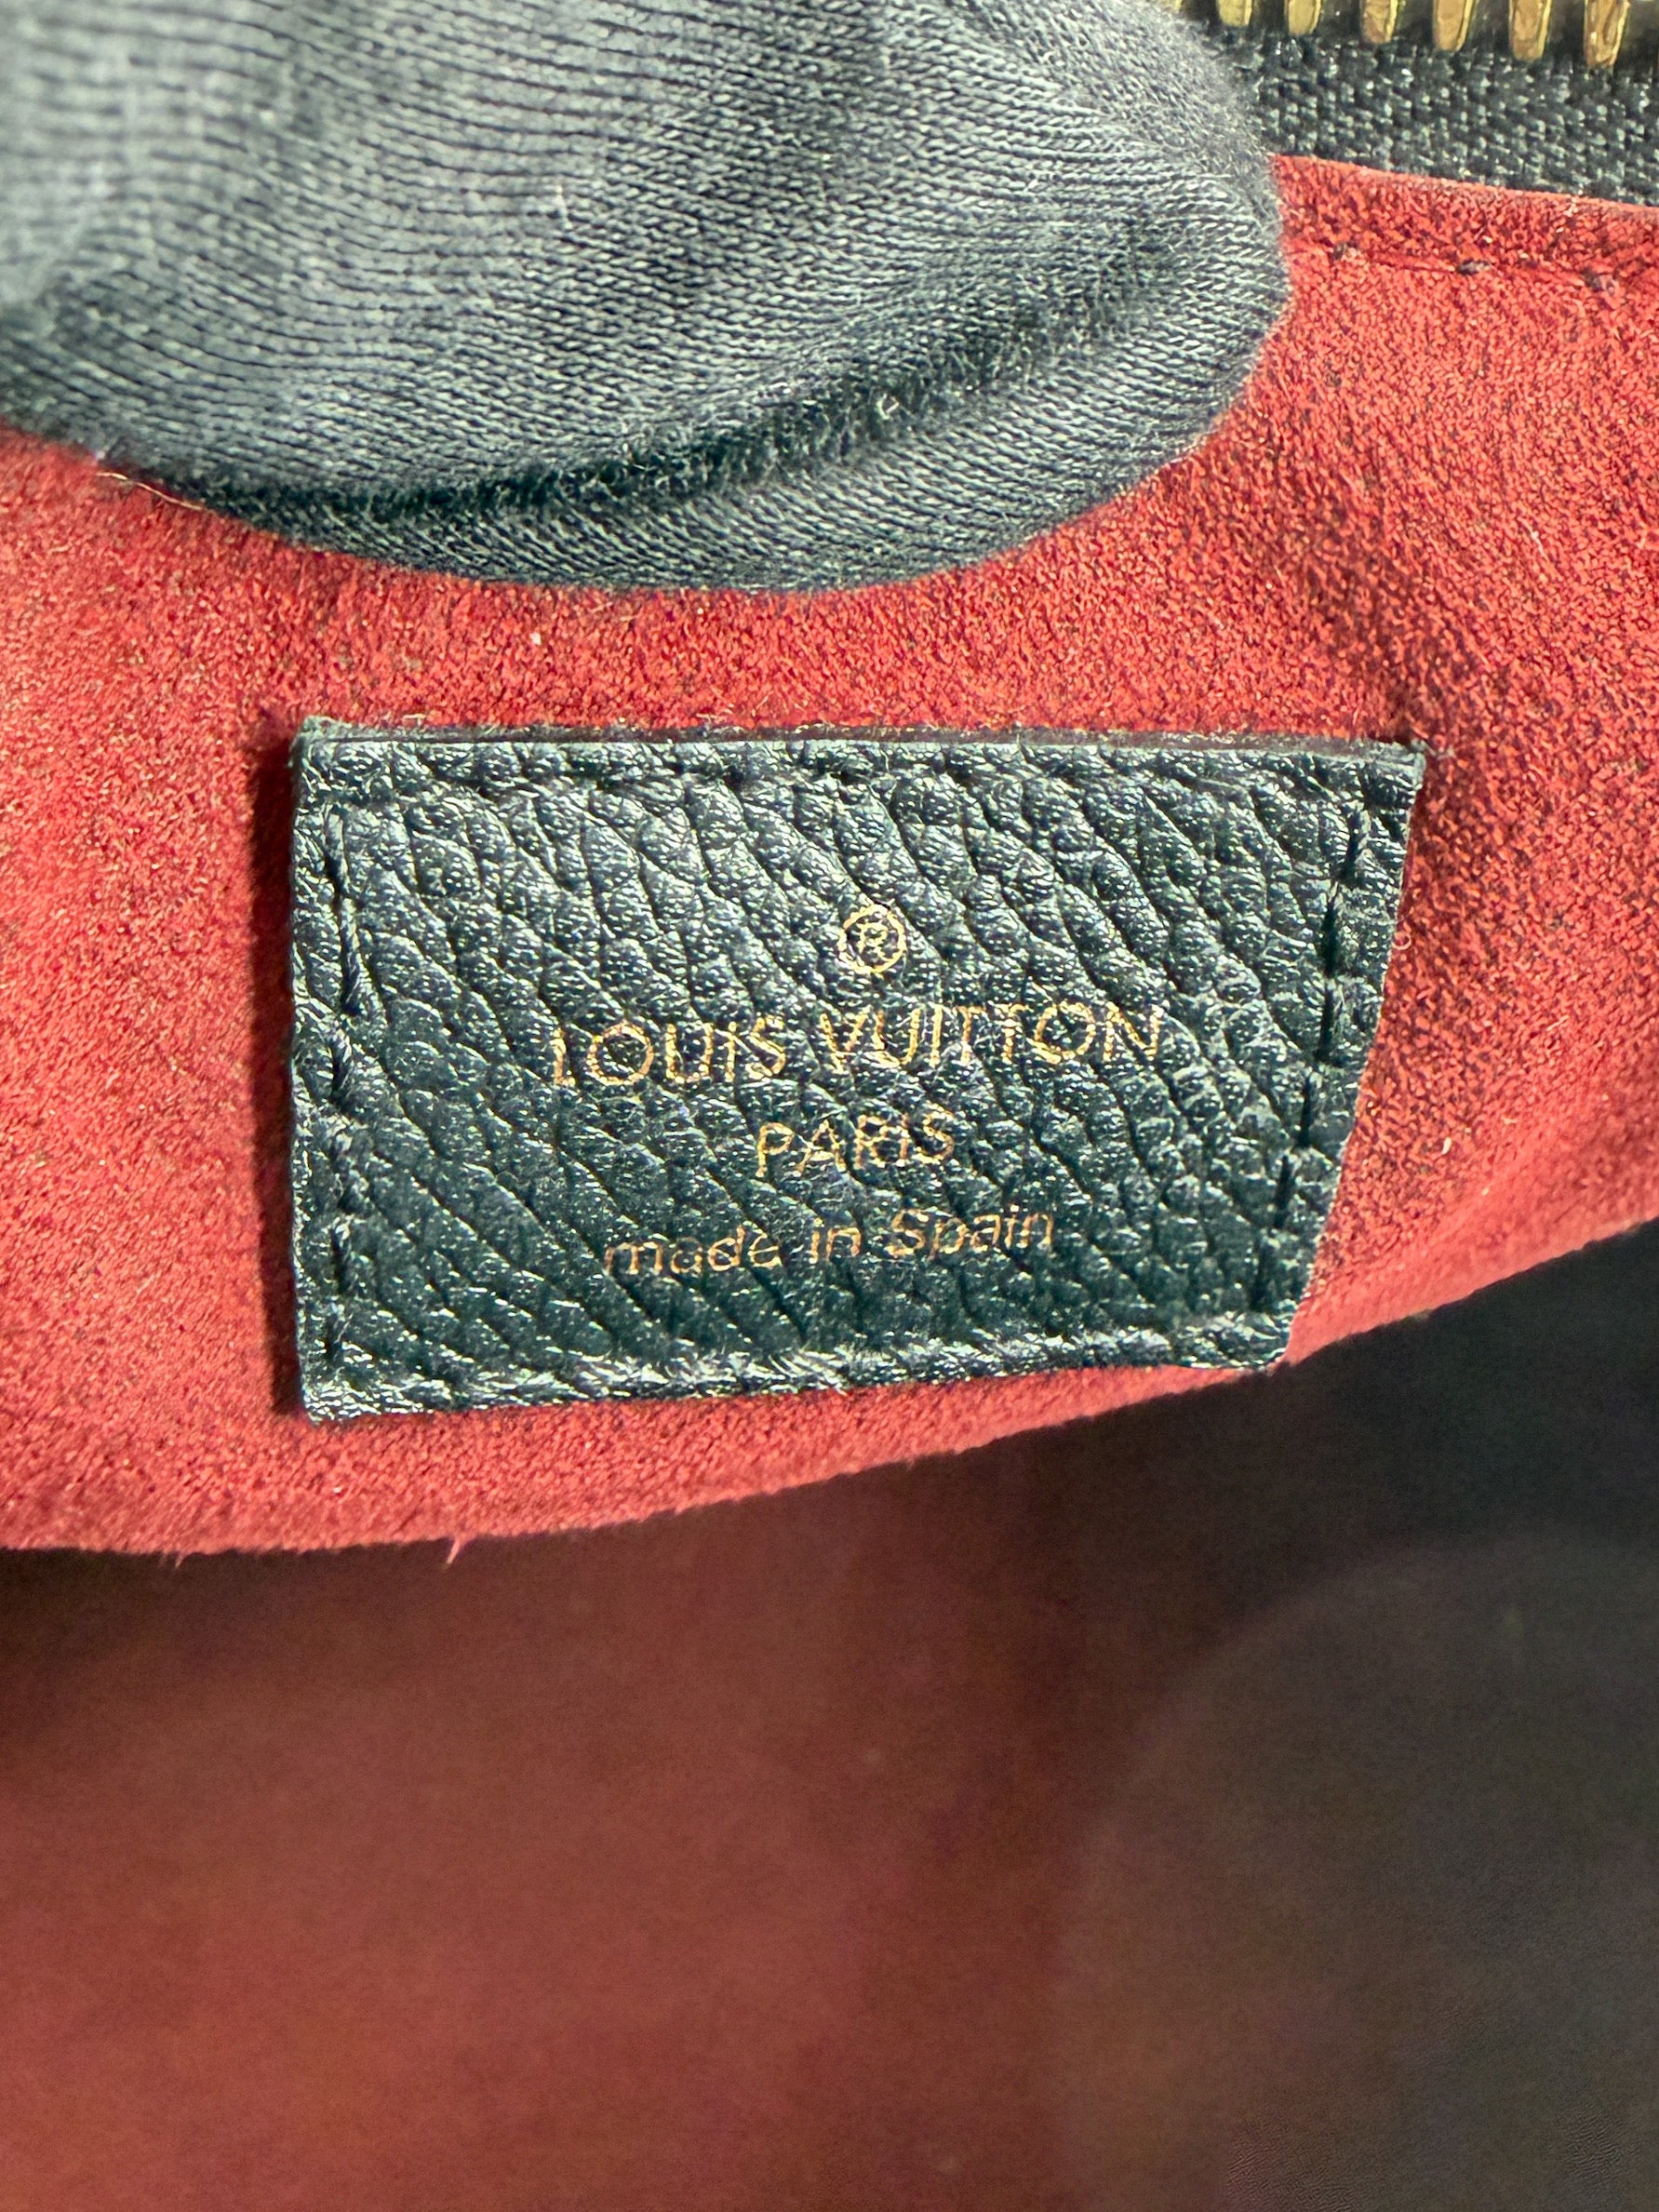 ®
LOUIS VUITTON
PARIS
made in Spain